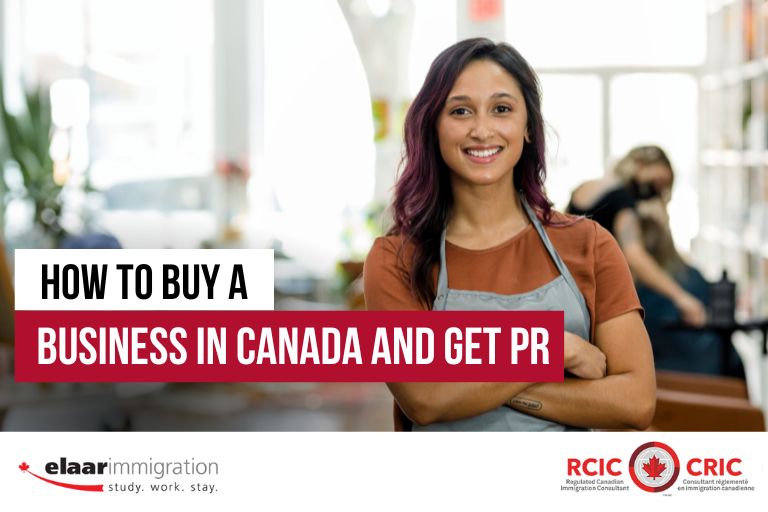 HOW TO BUY A
BUSINESS IN CANADA AND GET PR
elaarimmigration
study. work. stay.
RCIC
Regulated Canadian
Immigration Consultant
CRIC
Consultant réglementé
en immigration canadienne